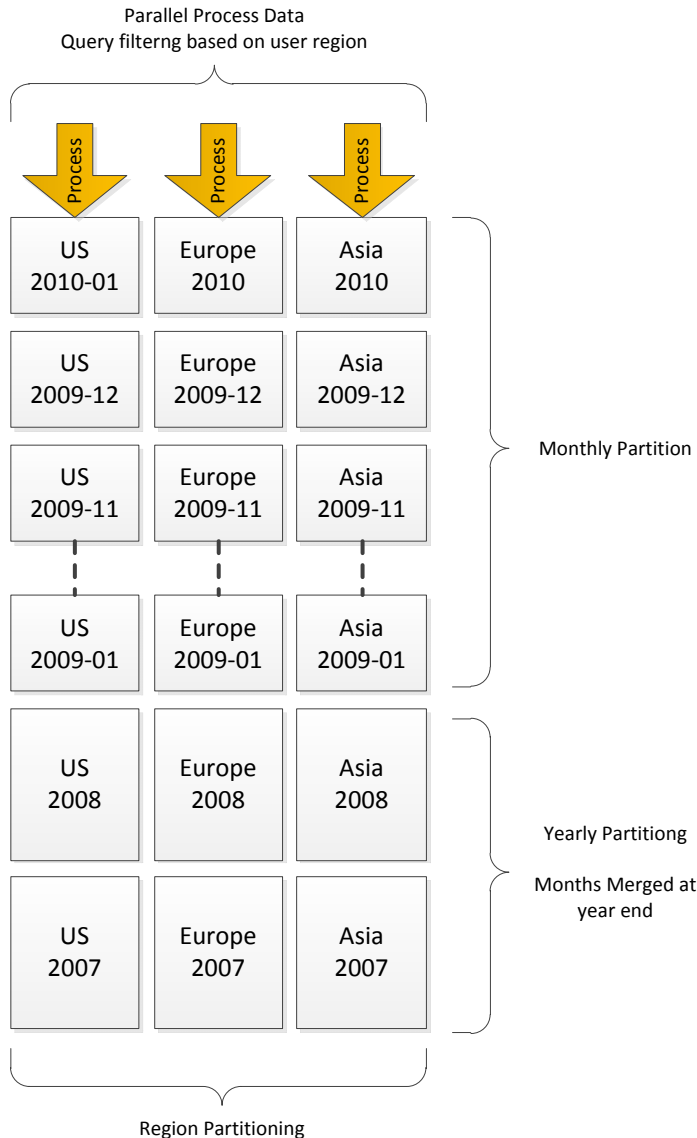 Parallel Process Data
Query filterng based on user region
Process
Process
Process
US
2010-01
Europe
2010
Asia
2010
US
2009-12
Europe
2009-12
Asia
2009-12
US
2009-11
Europe
2009-11
Asia
2009-11
Monthly Partition
US
2009-01
Europe
2009-01
Asia
2009-01
US
2008
Europe
2008
Asia
2008
Yearly Partitiong
Months Merged at
year end
US
2007
Europe
2007
Asia
2007
Region Partitioning